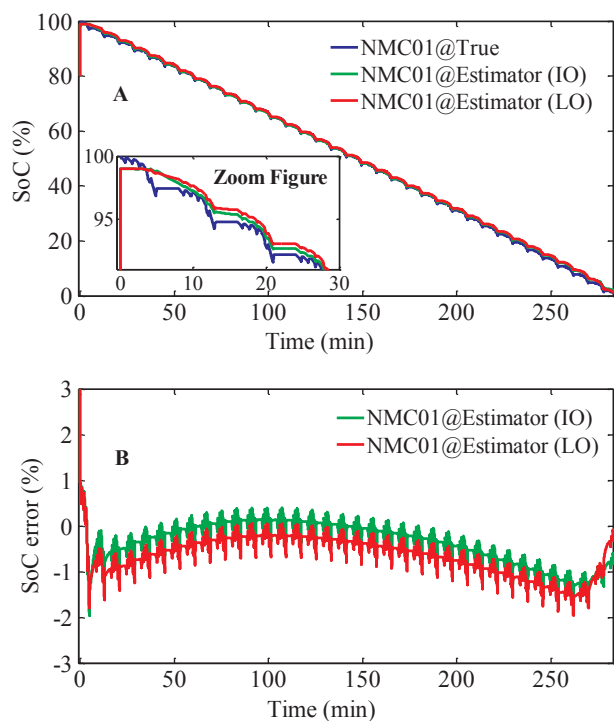 100
80
60
40
20
0
SoC (%)
A
NMC01@True
NMC01@Estimator (IO)
NMC01@Estimator (LO)
Zoom Figure
100
95
0 10 20 30
0 50 100 150 200 250
Time (min)
3
2
1
0
-1
-2
-3
SoC error (%)
B
NMC01@Estimator (IO)
NMC01@Estimator (LO)
0 50 100 150 200 250
Time (min)